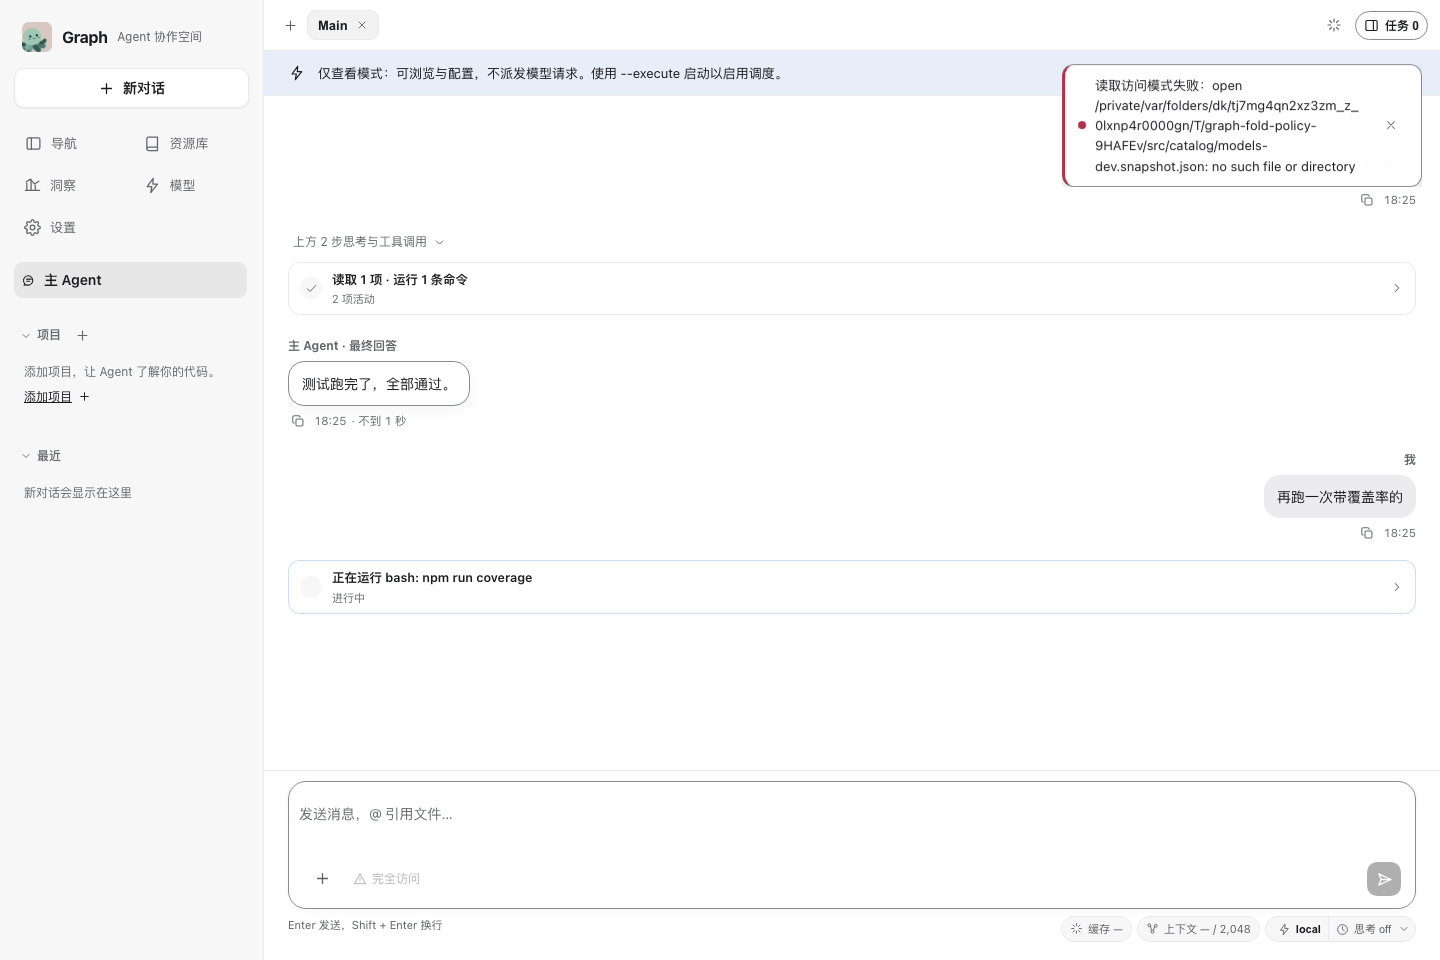 Graph Agent 协作空间
新对话
导航
资源库
洞察
模型
设置
主 Agent
项目
添加项目，让 Agent 了解你的代码。
添加项目
最近
新对话会显示在这里
Main
任务 0
仅查看模式：可浏览与配置，不派发模型请求。使用 --execute 启动以启用调度。
读取访问模式失败：open
/private/var/folders/dk/tj7mg4qn2xz3zm_z_
0lxnp4r0000gn/T/graph-fold-policy-
9HAFEv/src/catalog/models-
dev.snapshot.json: no such file or directory
18:25
上方 2 步思考与工具调用
读取 1 项 · 运行 1 条命令
2 项活动
主 Agent · 最终回答
测试跑完了，全部通过。
18:25 · 不到 1 秒
我
再跑一次带覆盖率的
18:25
正在运行 bash: npm run coverage
进行中
发送消息，@ 引用文件...
完全访问
Enter 发送，Shift + Enter 换行
缓存 —
上下文 — / 2,048
local
思考 off